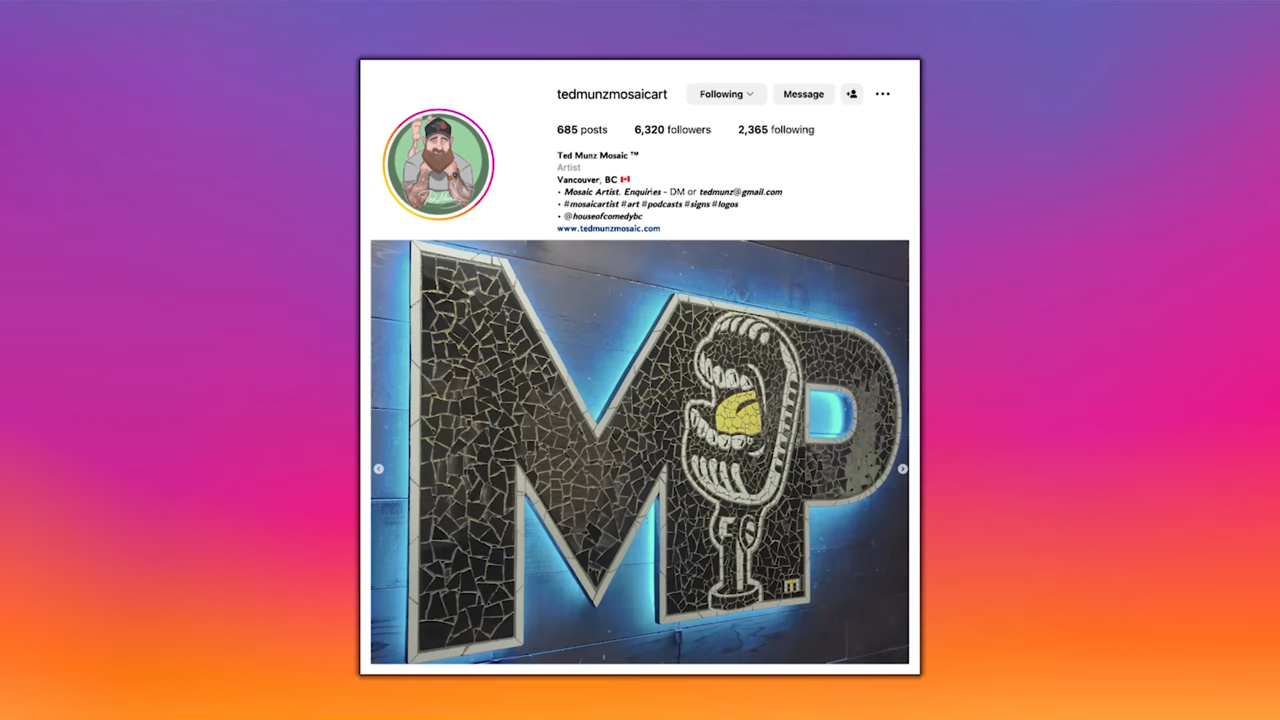 tedmunzmosaicart Following Message
685 posts 6,320 followers 2,365 following
Ted Munz Mosaic ™
Artist
Vancouver, BC 🇨🇦
• Mosaic Artist. Enquiries - DM or tedmunz@gmail.com
• #mosaicartist #art #podcasts #signs #logos
• @houseofcomedybc
www.tedmunzmosaic.com
MP